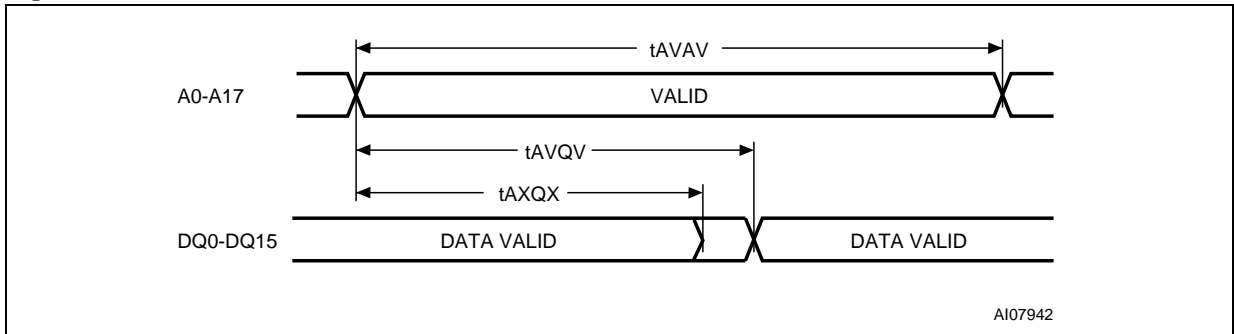 tAVAV
A0-A17
VALID
tAVQV
tAXQX
DQ0-DQ15
DATA VALID
DATA VALID
AI07942